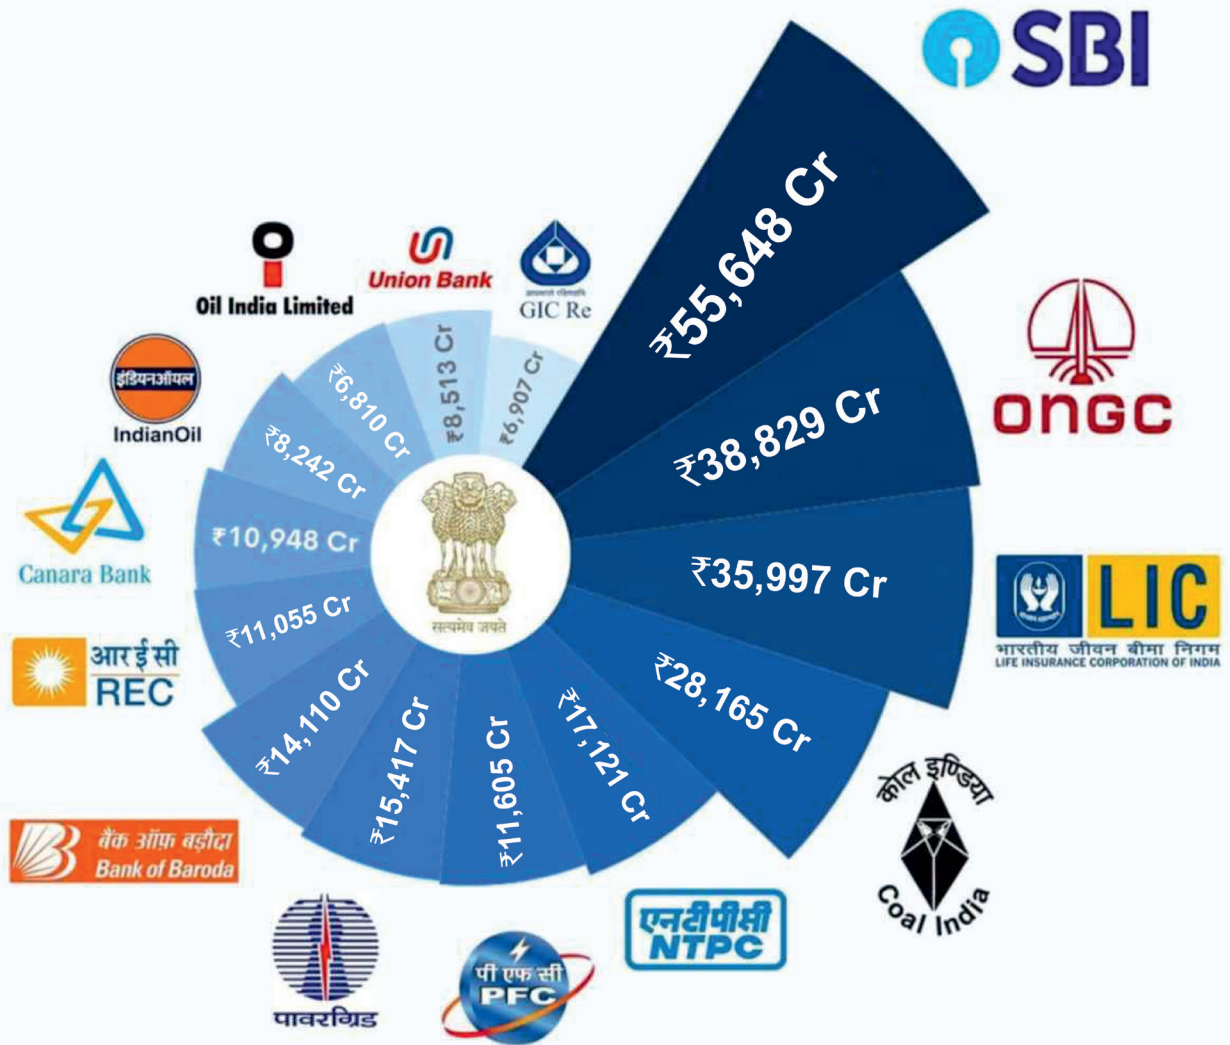 SBI
₹55,648 Cr
ONGC
₹38,829 Cr
LIC
भारतीय जीवन बीमा निगम
LIFE INSURANCE CORPORATION OF INDIA
₹35,997 Cr
कोल इण्डिया
Coal India
₹28,165 Cr
एनटीपीसी
NTPC
₹17,121 Cr
पी एफ सी
PFC
₹11,605 Cr
पावरग्रिड
₹15,417 Cr
बैंक ऑफ़ बड़ौदा
Bank of Baroda
₹14,110 Cr
आर ई सी
REC
₹11,055 Cr
Canara Bank
₹10,948 Cr
इंडियनऑयल
IndianOil
₹8,242 Cr
Oil India Limited
₹6,810 Cr
Union Bank
₹8,513 Cr
GIC Re
₹6,907 Cr
सत्यमेव जयते